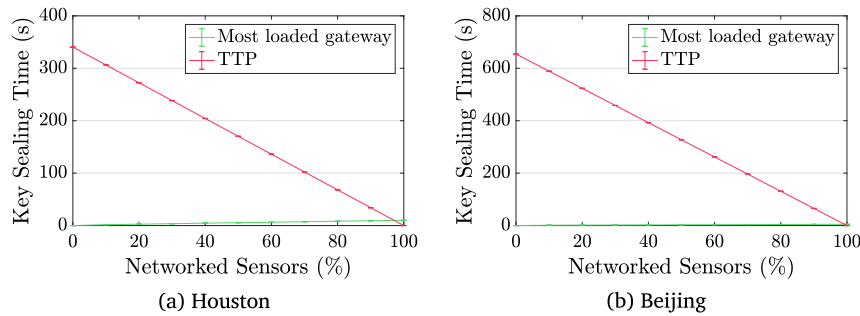 Key Sealing Time (s)
400
300
200
100
0
Most loaded gateway
TTP
0 20 40 60 80 100
Networked Sensors (%)
(a) Houston
Key Sealing Time (s)
800
600
400
200
0
Most loaded gateway
TTP
0 20 40 60 80 100
Networked Sensors (%)
(b) Beijing